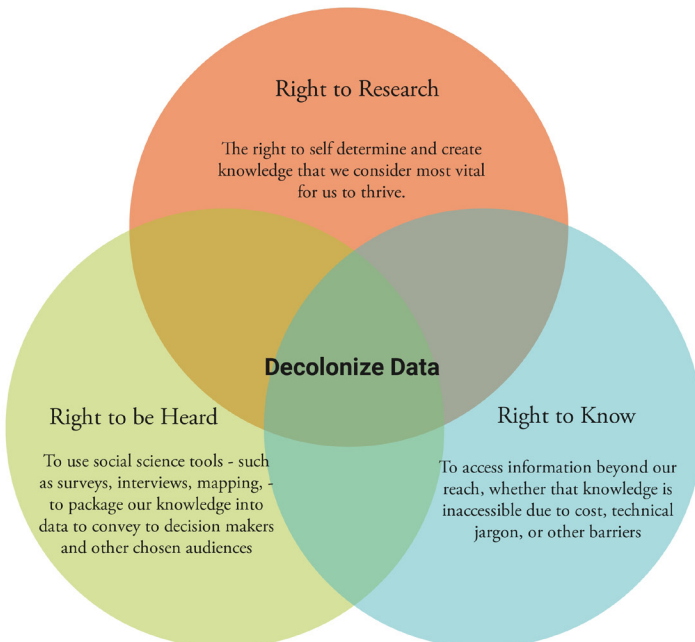 Right to Research
The right to self determine and create
knowledge that we consider most vital
for us to thrive.
Decolonize Data
Right to be Heard
To use social science tools - such
as surveys, interviews, mapping, -
to package our knowledge into
data to convey to decision makers
and other chosen audiences
Right to Know
To access information beyond our
reach, whether that knowledge is
inaccessible due to cost, technical
jargon, or other barriers